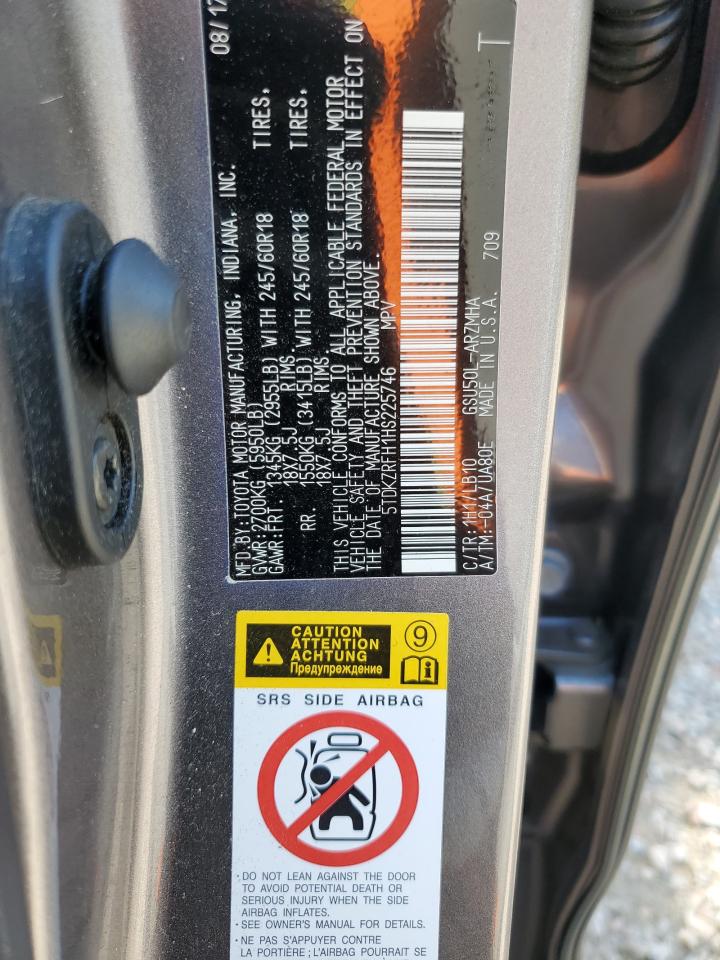 08/17
MFD.BY:TOYOTA MOTOR MANUFACTURING, INDIANA, INC.
GVWR:2700KG (5950LB)
GAWR:FRT 1345KG (2955LB) WITH 245/60R18 TIRES,
18X7.5J RIMS,
RR. 1550KG (3415LB) WITH 245/60R18 TIRES,
18X7.5J RIMS.
THIS VEHICLE CONFORMS TO ALL APPLICABLE FEDERAL MOTOR
VEHICLE SAFETY AND THEFT PREVENTION STANDARDS IN EFFECT ON
THE DATE OF MANUFACTURE SHOWN ABOVE.
5TDKZRFH1HS225746 MPV
C/TR:1H1/LB10 GSU50L-ARZMHA
A/TM:-04A/UA80E MADE IN U.S.A. 709
T
CAUTION
ATTENTION
ACHTUNG
Предупреждение
9
SRS SIDE AIRBAG
· DO NOT LEAN AGAINST THE DOOR
TO AVOID POTENTIAL DEATH OR
SERIOUS INJURY WHEN THE SIDE
AIRBAG INFLATES.
· SEE OWNER'S MANUAL FOR DETAILS.
· NE PAS S'APPUYER CONTRE
LA PORTIÈRE ; L'AIRBAG POURRAIT SE